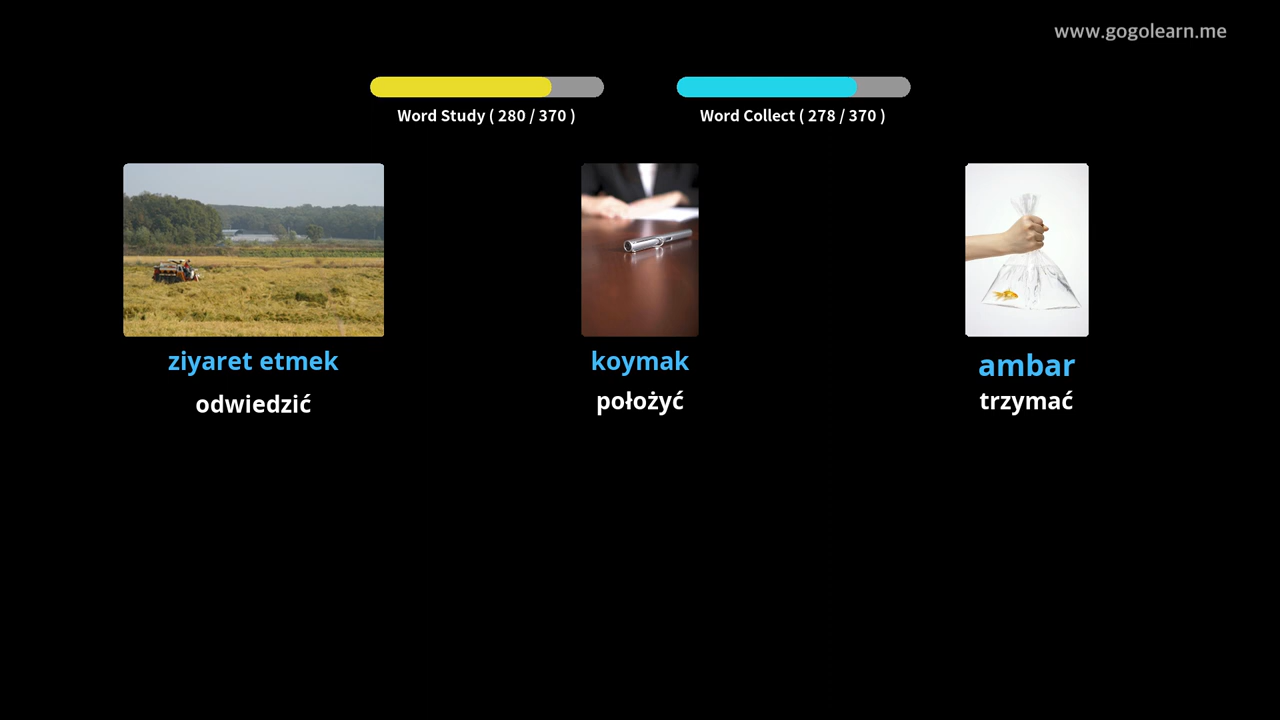 www.gogolearn.me
Word Study ( 280 / 370 )
Word Collect ( 278 / 370 )
ziyaret etmek
odwiedzić
koymak
położyć
ambar
trzymać